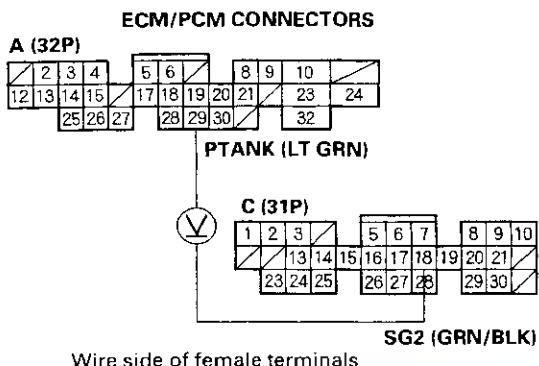 ECM/PCM CONNECTORS
A (32P)
2 3 4 5 6 8 9 10
12 13 14 15 17 18 19 20 21 23 24
25 26 27 28 29 30 32
PTANK (LT GRN)
V
C (31P)
1 2 3 5 6 7 8 9 10
13 14 15 16 17 18 19 20 21
23 24 25 26 27 28 29 30
SG2 (GRN/BLK)
Wire side of female terminals